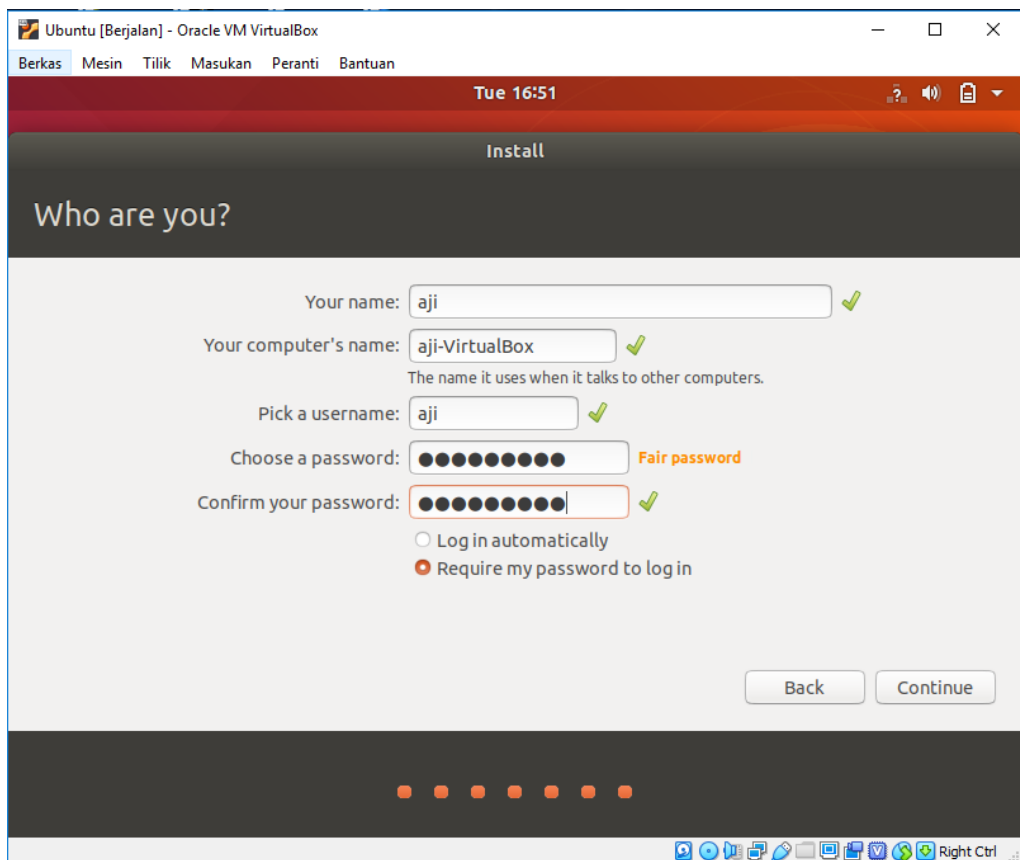 Ubuntu [Berjalan] - Oracle VM VirtualBox
Berkas Mesin Tilik Masukan Peranti Bantuan
Tue 16:51
Install
Who are you?
Your name: aji
Your computer's name: aji-VirtualBox
The name it uses when it talks to other computers.
Pick a username: aji
Choose a password: ●●●●●●●●● Fair password
Confirm your password: ●●●●●●●●●
Log in automatically
Require my password to log in
Back Continue
Right Ctrl